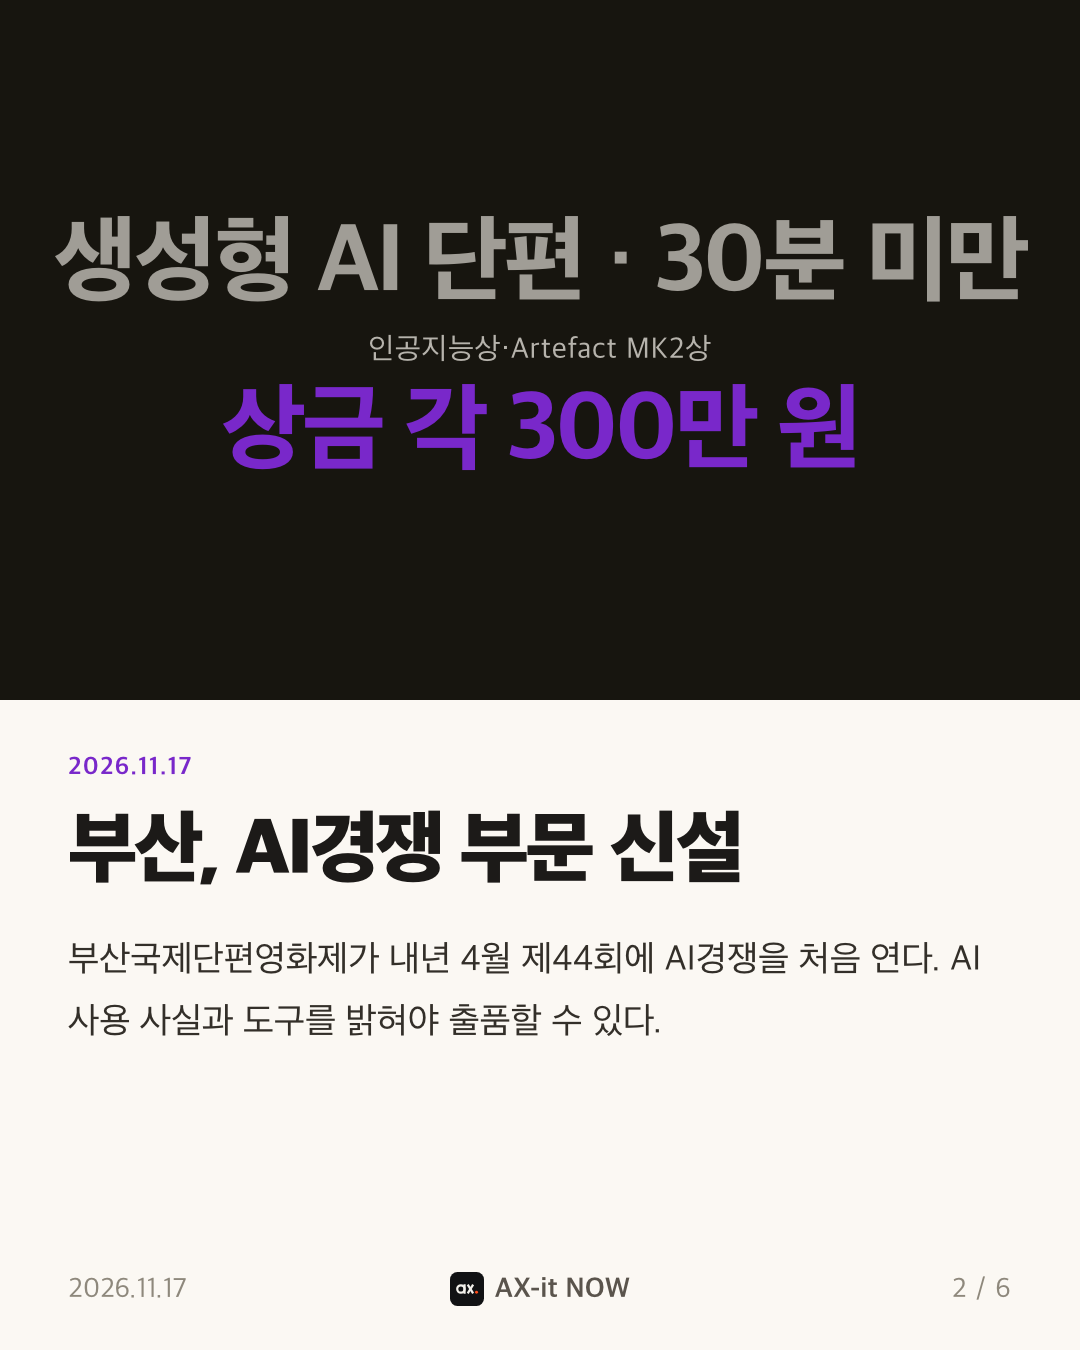 생성형 AI 단편 · 30분 미만
인공지능상·Artefact MK2상
상금 각 300만 원
2026.11.17
부산, AI경쟁 부문 신설
부산국제단편영화제가 내년 4월 제44회에 AI경쟁을 처음 연다. AI
사용 사실과 도구를 밝혀야 출품할 수 있다.
2026.11.17
ax. AX-it NOW
2 / 6